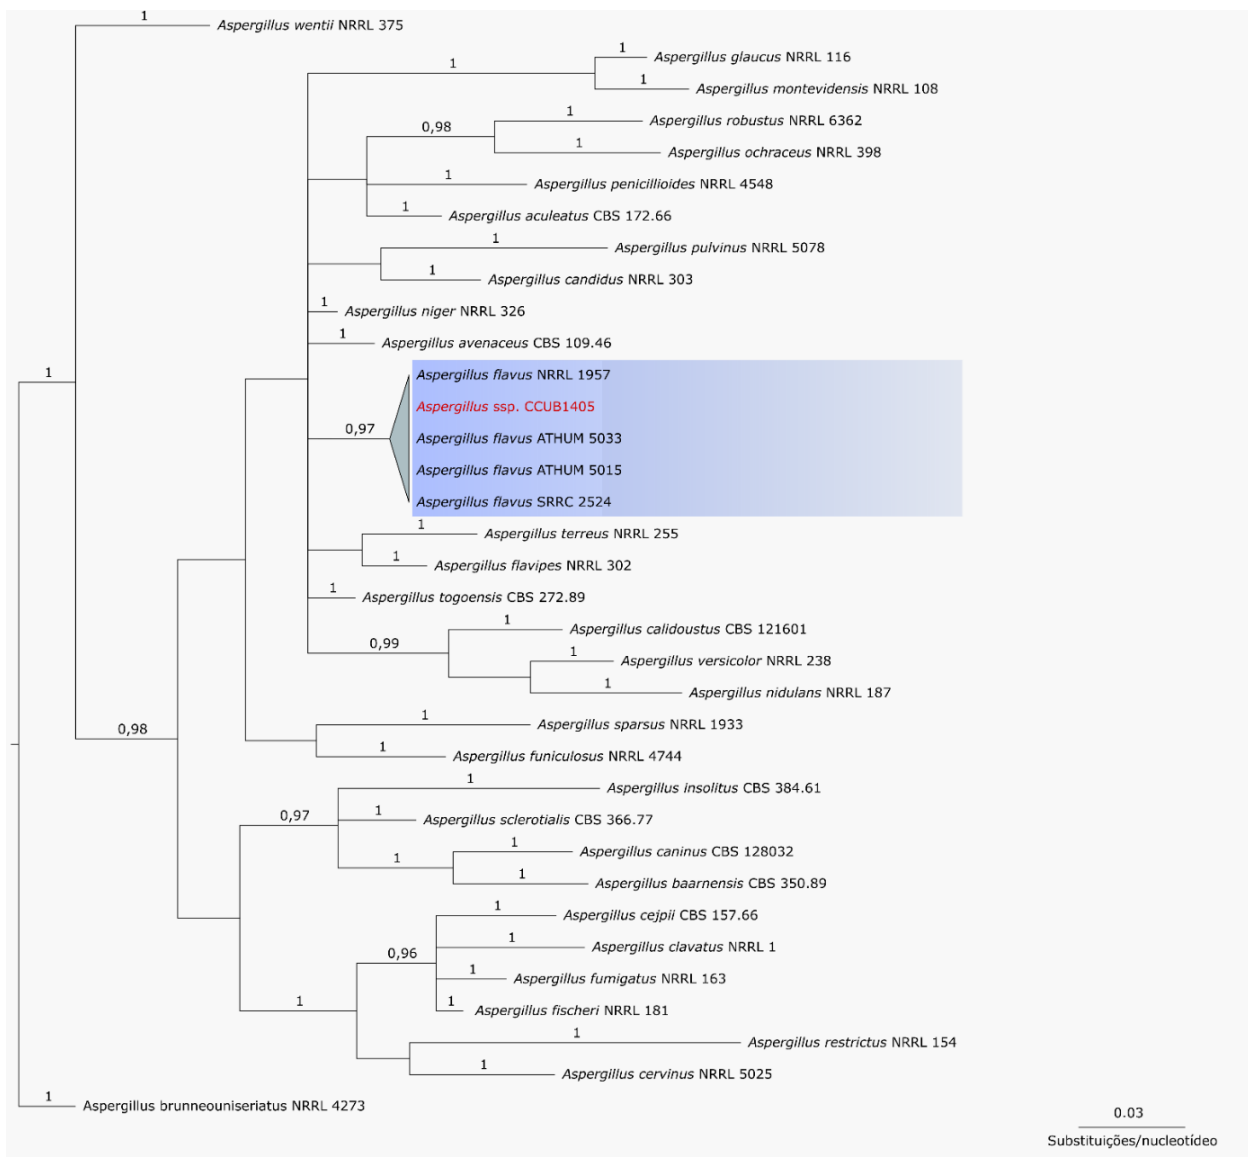 1
Aspergillus wentii NRRL 375
1
Aspergillus glaucus NRRL 116
1
1
Aspergillus montevidensis NRRL 108
1
Aspergillus robustus NRRL 6362
0,98
1
Aspergillus ochraceus NRRL 398
1
Aspergillus penicillioides NRRL 4548
1
Aspergillus aculeatus CBS 172.66
1
Aspergillus pulvinus NRRL 5078
1
Aspergillus candidus NRRL 303
1
Aspergillus niger NRRL 326
1
Aspergillus avenaceus CBS 109.46
1
Aspergillus flavus NRRL 1957
Aspergillus ssp. CCUB1405
0,97
Aspergillus flavus ATHUM 5033
Aspergillus flavus ATHUM 5015
Aspergillus flavus SRRC 2524
1
Aspergillus terreus NRRL 255
1
Aspergillus flavipes NRRL 302
1
Aspergillus togoensis CBS 272.89
1
Aspergillus calidoustus CBS 121601
0,99
1
Aspergillus versicolor NRRL 238
1
Aspergillus nidulans NRRL 187
1
Aspergillus sparsus NRRL 1933
0,98
1
Aspergillus funiculosus NRRL 4744
1
Aspergillus insolitus CBS 384.61
0,97
1
Aspergillus sclerotialis CBS 366.77
1
Aspergillus caninus CBS 128032
1
1
Aspergillus baarnensis CBS 350.89
1
Aspergillus cejpii CBS 157.66
1
Aspergillus clavatus NRRL 1
0,96
1
Aspergillus fumigatus NRRL 163
1
1
Aspergillus fischeri NRRL 181
1
Aspergillus restrictus NRRL 154
1
Aspergillus cervinus NRRL 5025
1
Aspergillus brunneouniseriatus NRRL 4273
0.03
Substituições/nucleotídeo